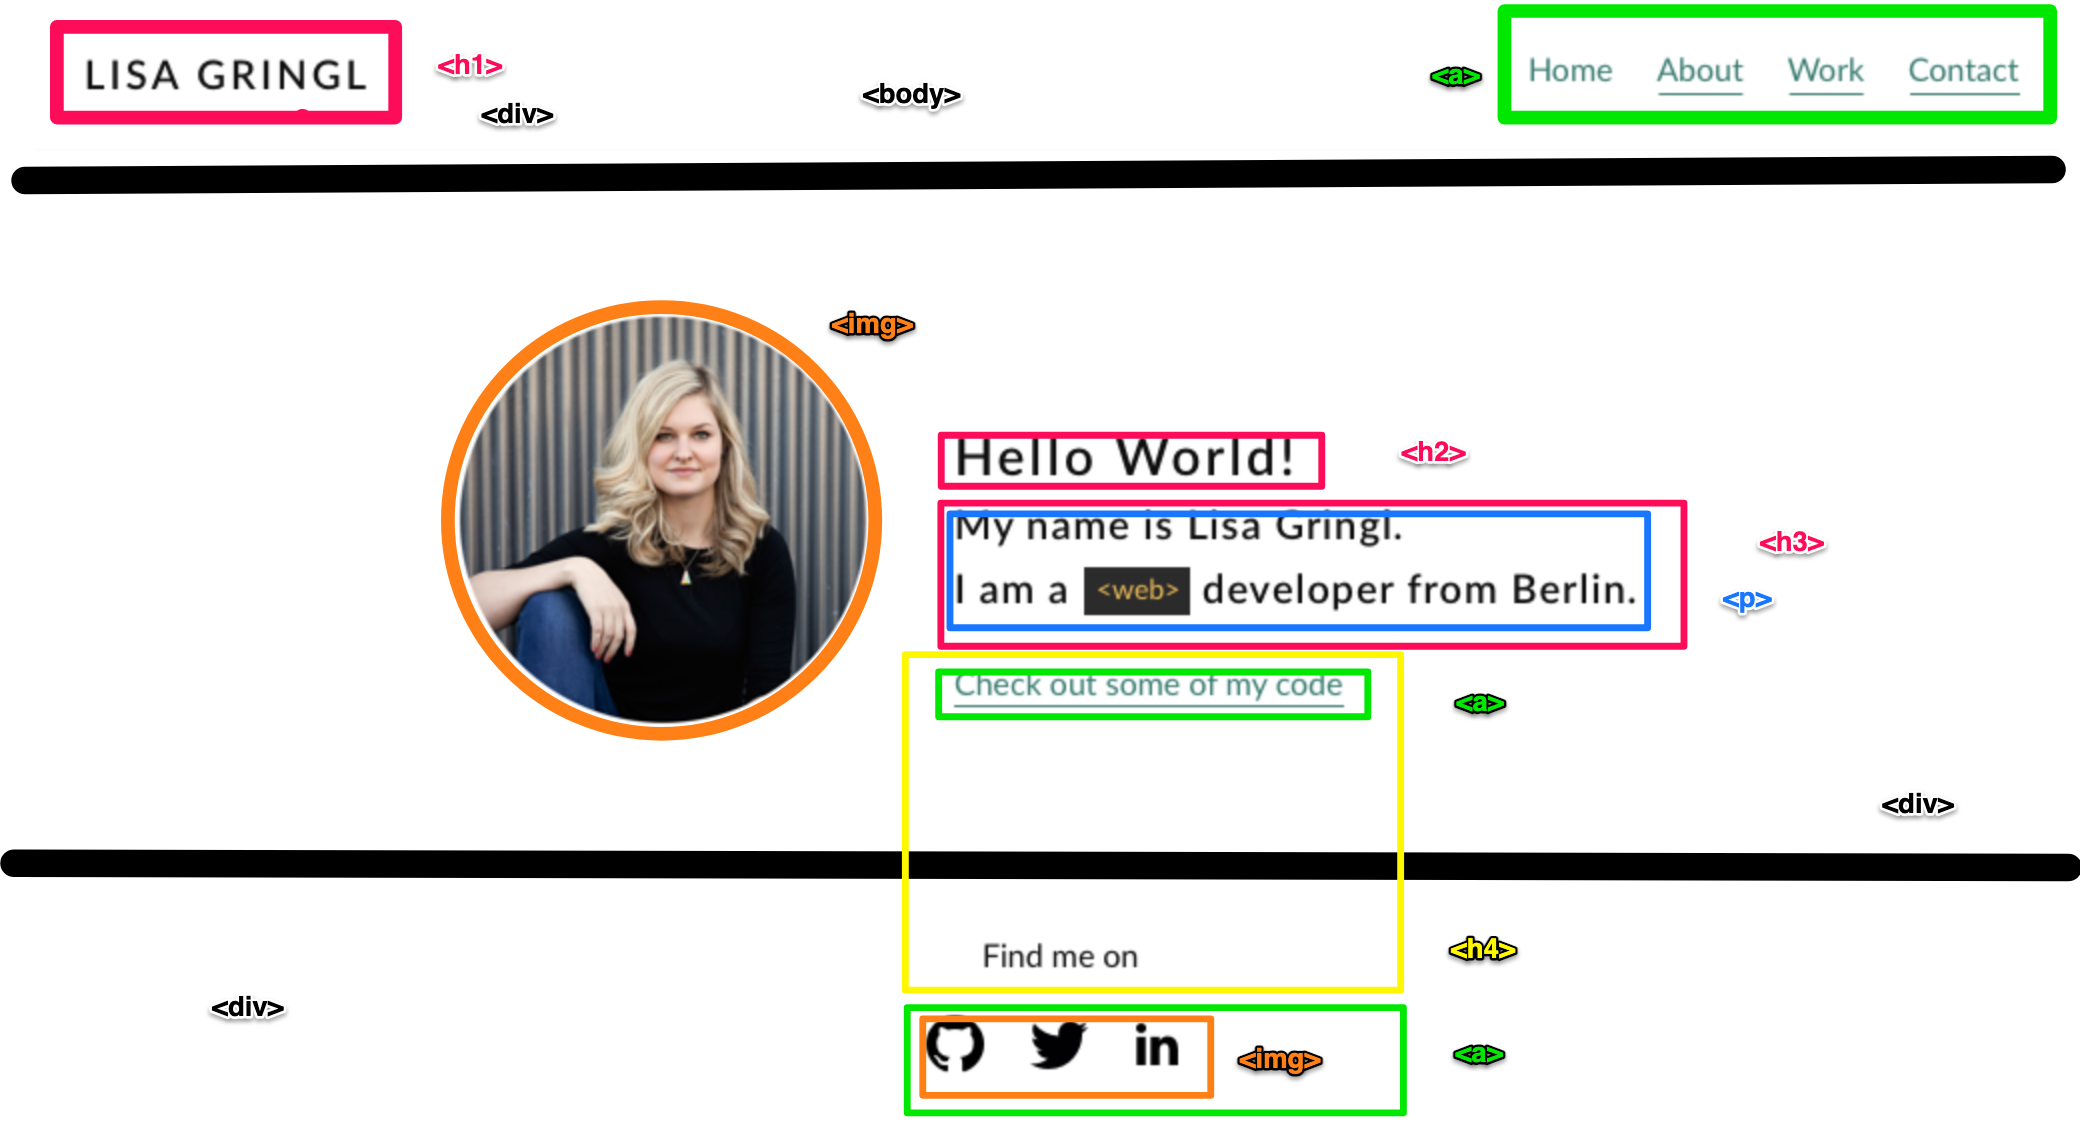 LISA GRINGL <h1> <a> Home About Work Contact
<div> <body>
<img>
Hello World! <h2>
My name is Lisa Gringl. <h3>
I am a <web> developer from Berlin. <p>
Check out some of my code <a>
<div>
Find me on <h4>
<div>
in <img> <a>